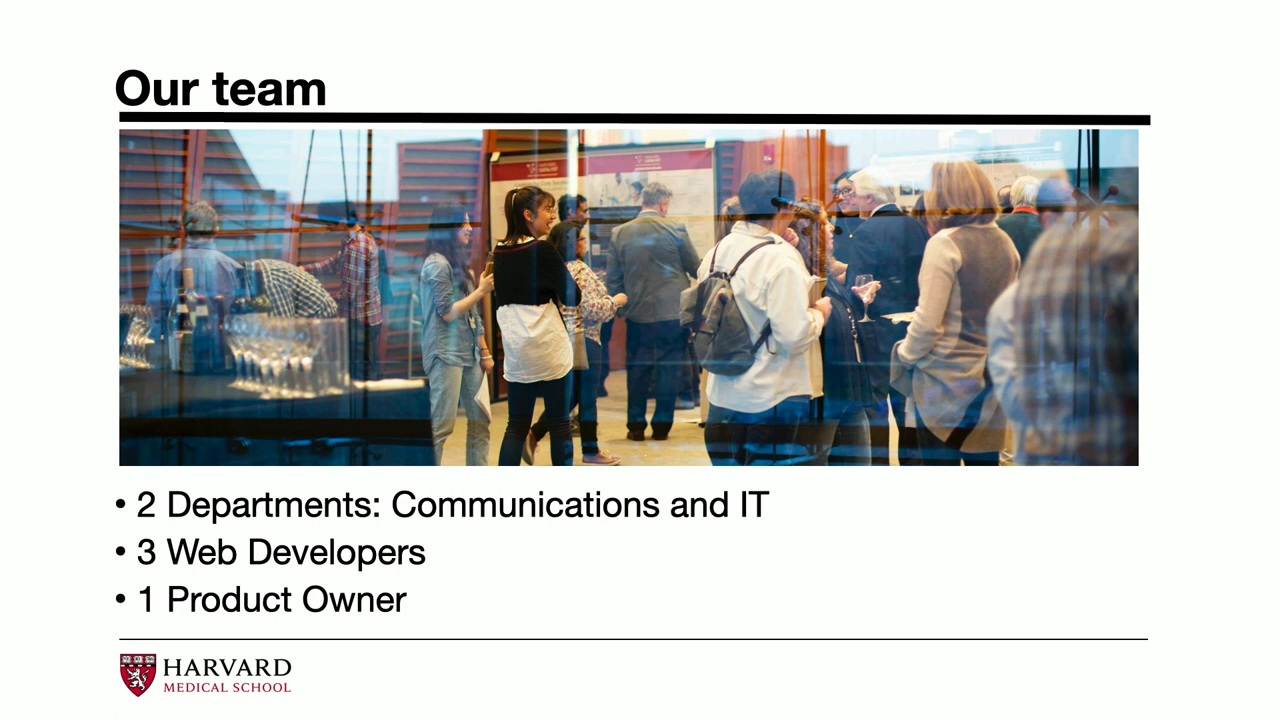 Our team
• 2 Departments: Communications and IT
• 3 Web Developers
• 1 Product Owner
HARVARD
MEDICAL SCHOOL